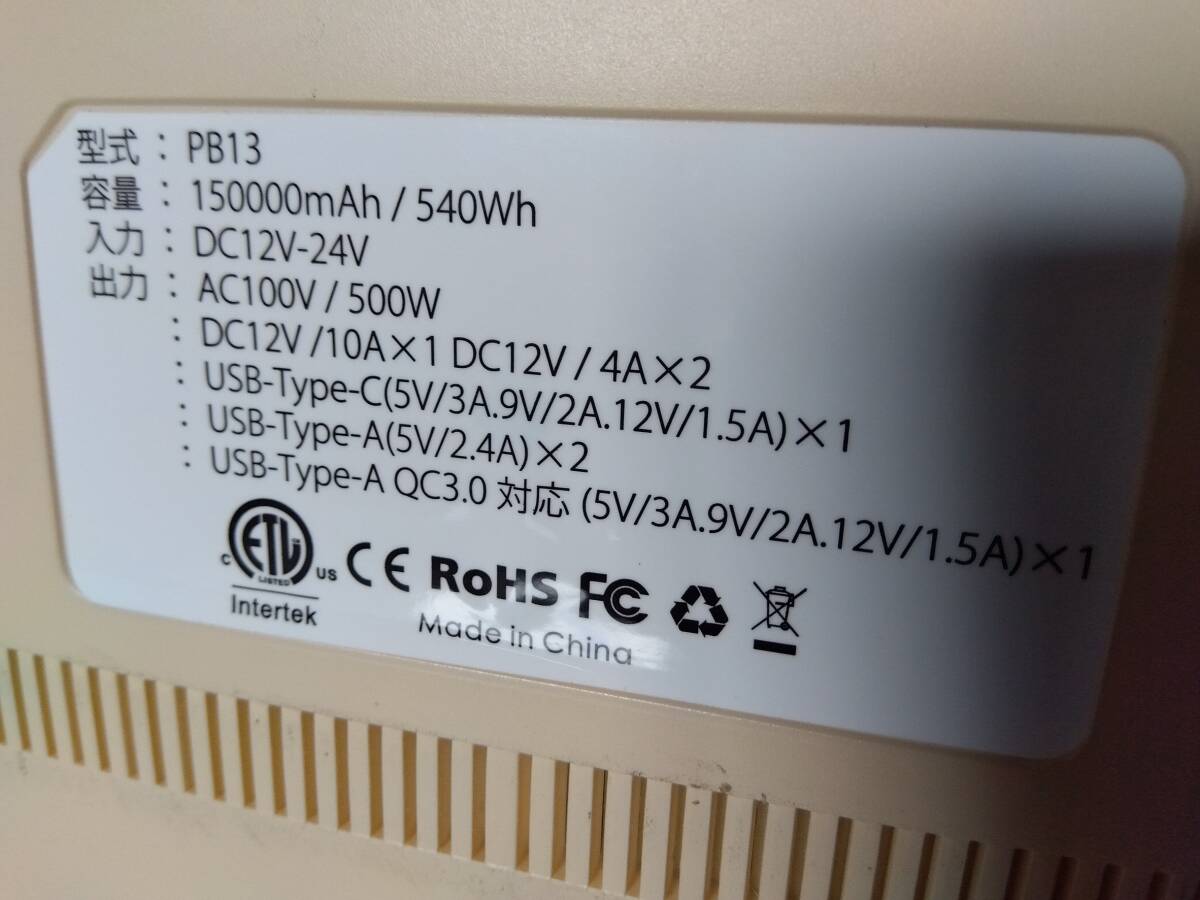 型式 : PB13
容量 : 150000mAh / 540Wh
入力 : DC12V-24V
出力 : AC100V / 500W
: DC12V /10A×1 DC12V / 4A×2
: USB-Type-C(5V/3A.9V/2A.12V/1.5A)×1
: USB-Type-A(5V/2.4A)×2
: USB-Type-A QC3.0 対応 (5V/3A.9V/2A.12V/1.5A)×1
C ETL LISTED US CE RoHS FC
Intertek
Made in China